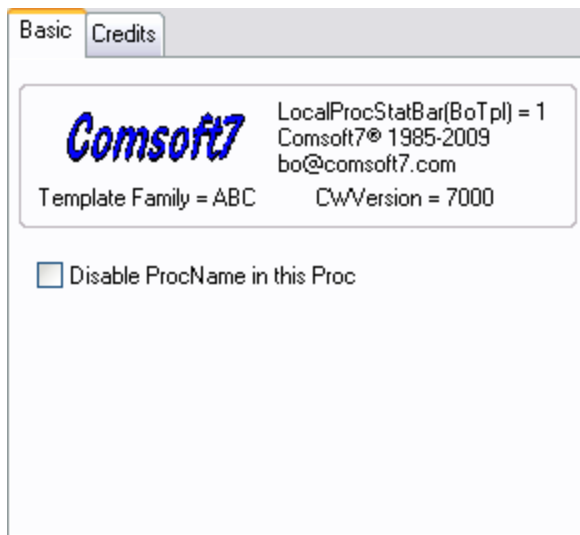 Basic
Credits
Comsoft7
LocalProcStatBar(BoTpl) = 1
Comsoft7® 1985-2009
bo@comsoft7.com
Template Family = ABC
CWVersion = 7000
Disable ProcName in this Proc